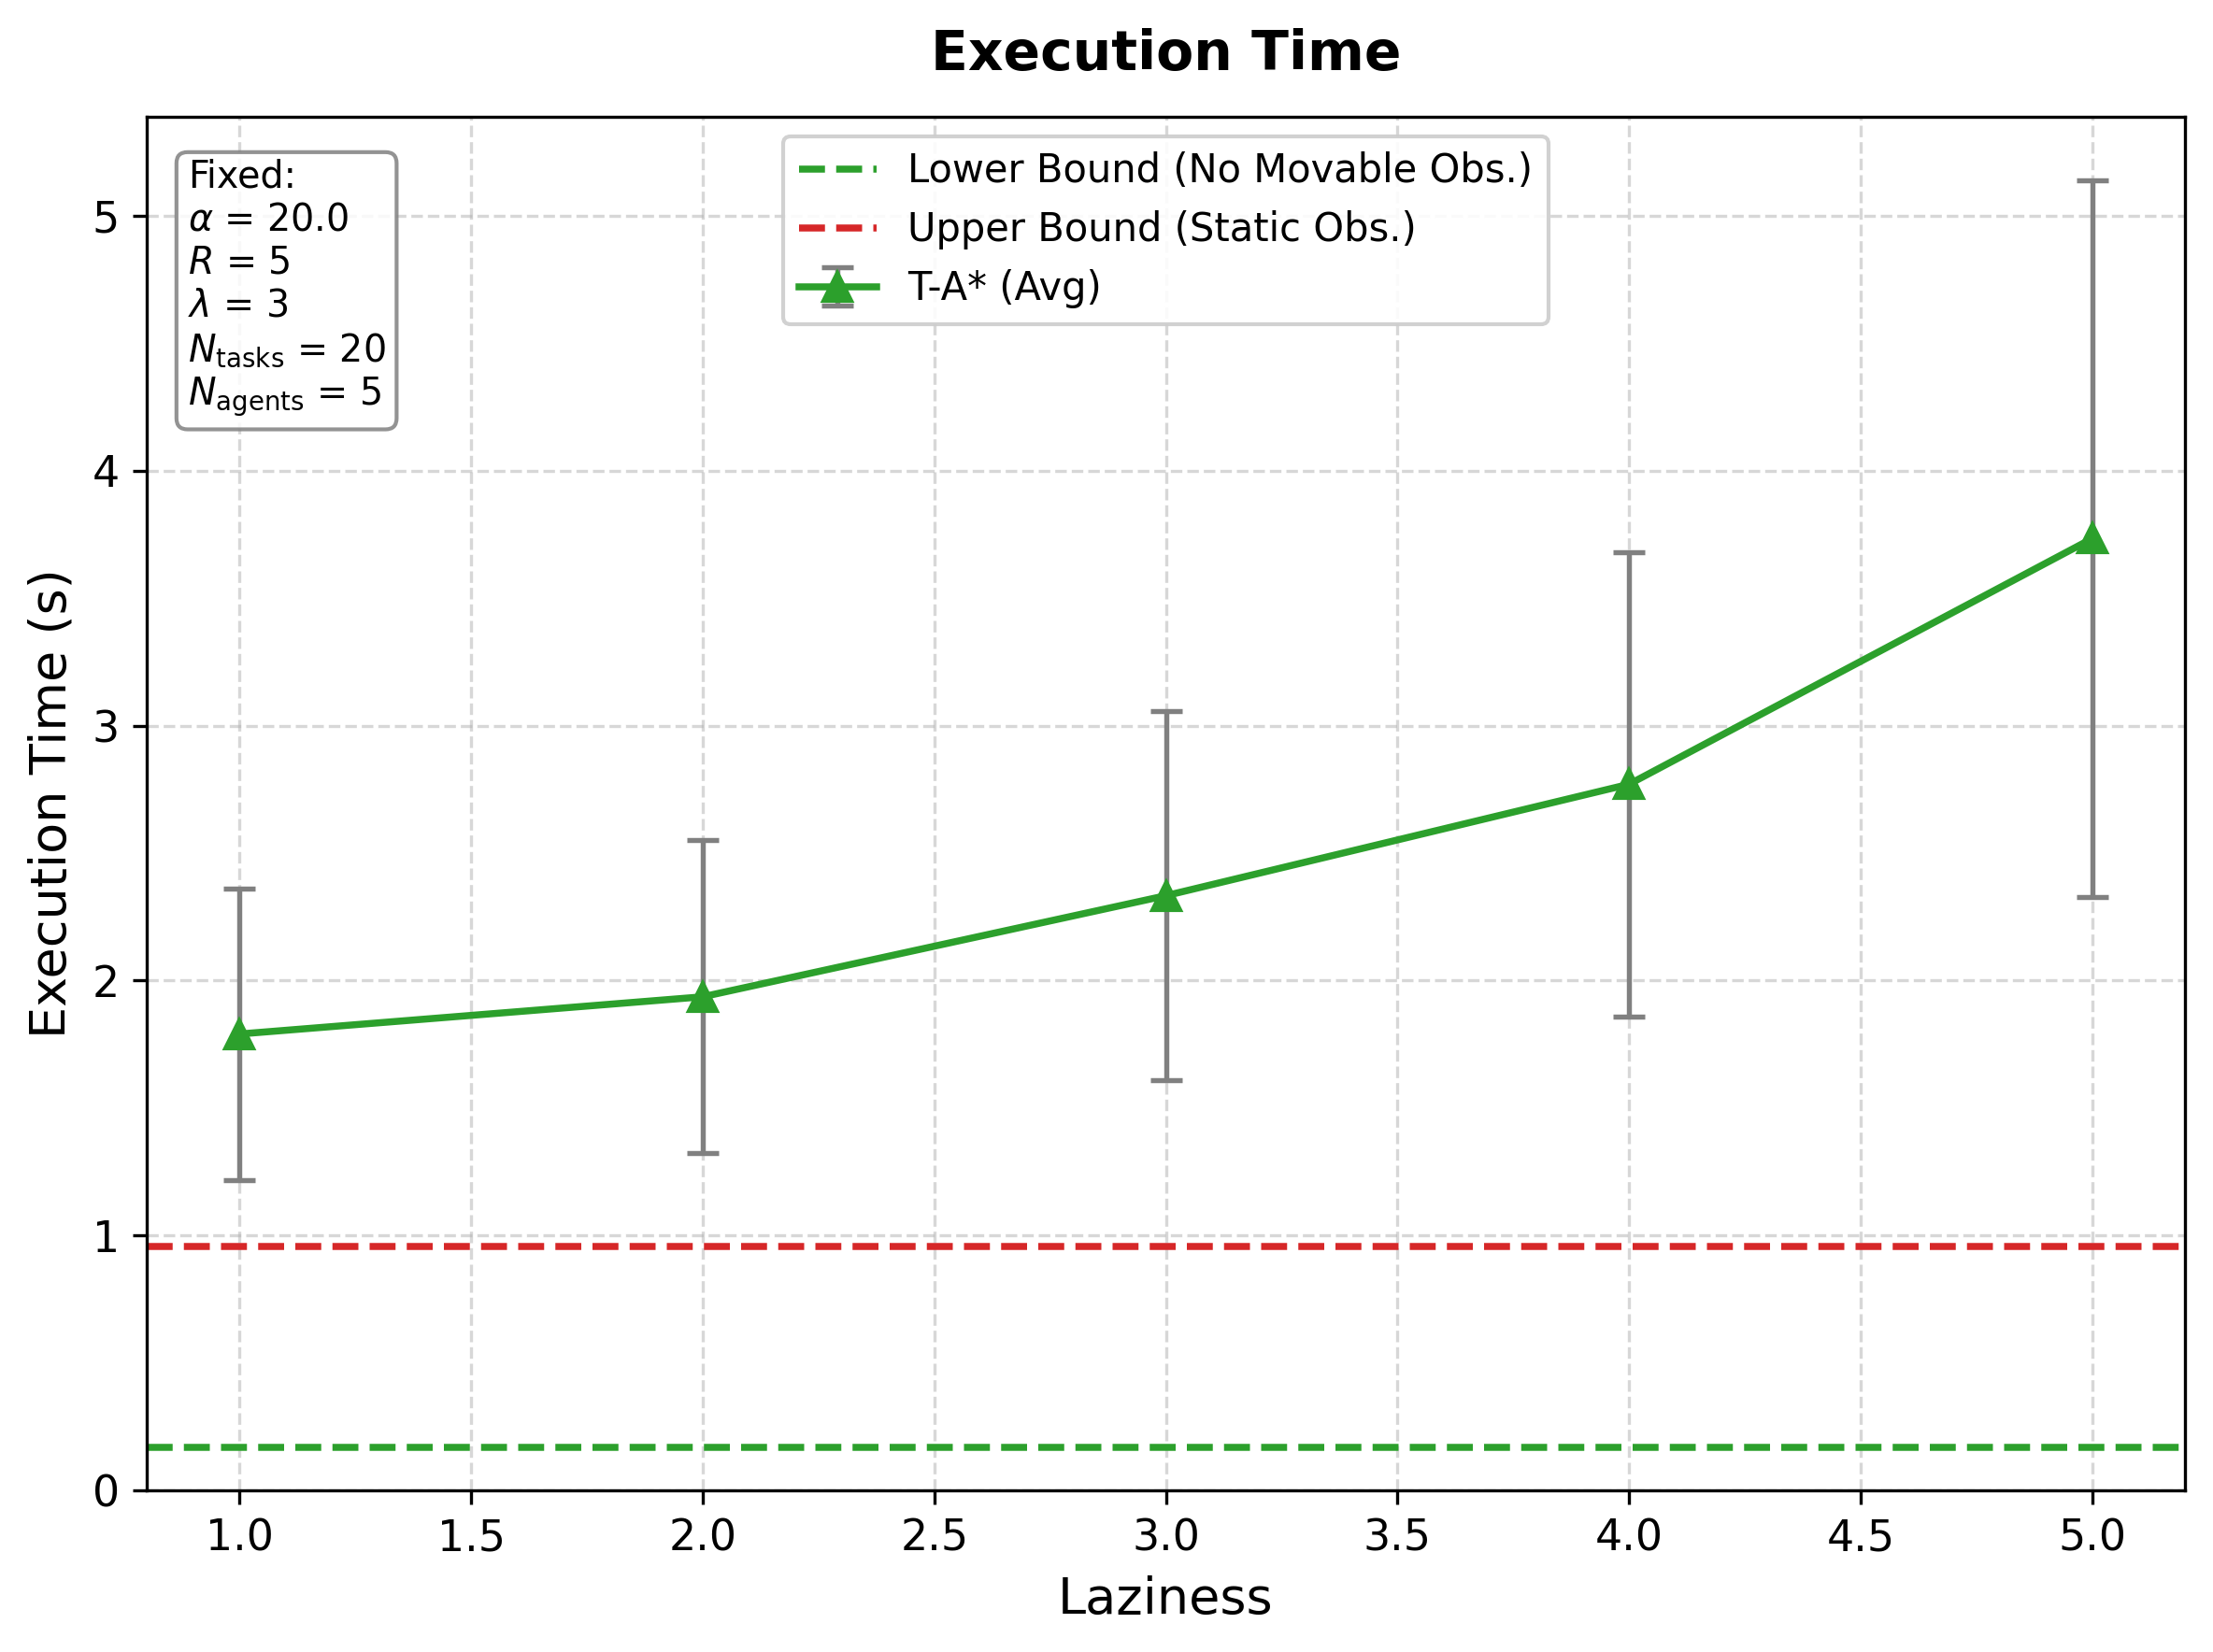 Execution Time
Fixed:
α = 20.0
R = 5
λ = 3
N_tasks = 20
N_agents = 5
Lower Bound (No Movable Obs.)
Upper Bound (Static Obs.)
T-A* (Avg)
Execution Time (s)
5
4
3
2
1
0
1.0 1.5 2.0 2.5 3.0 3.5 4.0 4.5 5.0
Laziness